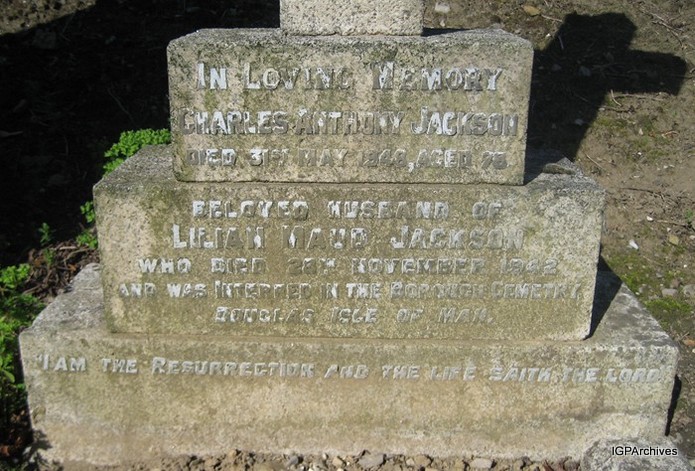 IN LOVING MEMORY
CHARLES ANTHONY JACKSON
DIED 31ST MAY 1946, AGED 75
BELOVED HUSBAND OF
LILIAN MAUD JACKSON
WHO DIED 28TH NOVEMBER 1942
AND WAS INTERRED IN THE BOROUGH CEMETRY
DOUGLAS ISLE OF MAN.
"I AM THE RESURRECTION AND THE LIFE SAITH THE LORD
IGPArchives